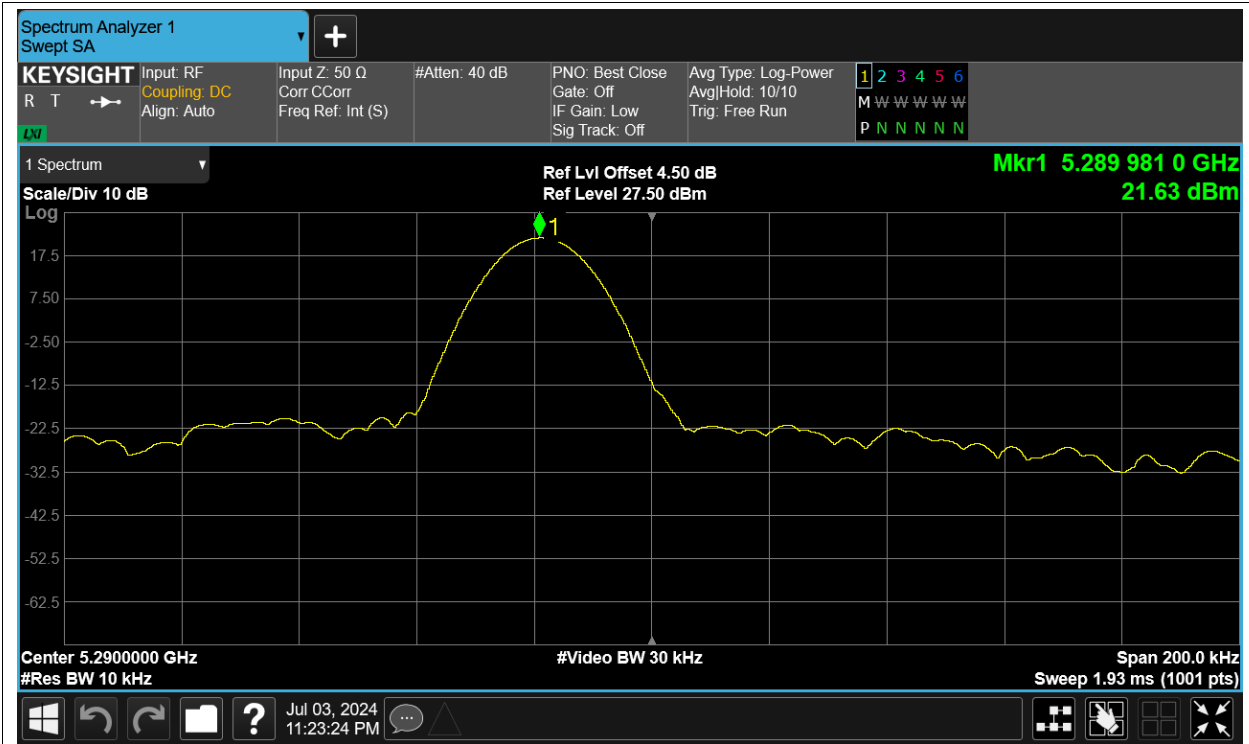 Spectrum Analyzer 1
Swept SA
KEYSIGHT
R T
LXI
Input: RF
Coupling: DC
Align: Auto
Input Z: 50 Ω
Corr CCorr
Freq Ref: Int (S)
#Atten: 40 dB
PNO: Best Close
Gate: Off
IF Gain: Low
Sig Track: Off
Avg Type: Log-Power
Avg|Hold: 10/10
Trig: Free Run
1 2 3 4 5 6
M W W W W W
P N N N N N
1 Spectrum
Scale/Div 10 dB
Log
Ref Lvl Offset 4.50 dB
Ref Level 27.50 dBm
Mkr1 5.289 981 0 GHz
21.63 dBm
1
17.5
7.50
-2.50
-12.5
-22.5
-32.5
-42.5
-52.5
-62.5
Center 5.2900000 GHz
#Res BW 10 kHz
#Video BW 30 kHz
Span 200.0 kHz
Sweep 1.93 ms (1001 pts)
?
Jul 03, 2024
11:23:24 PM